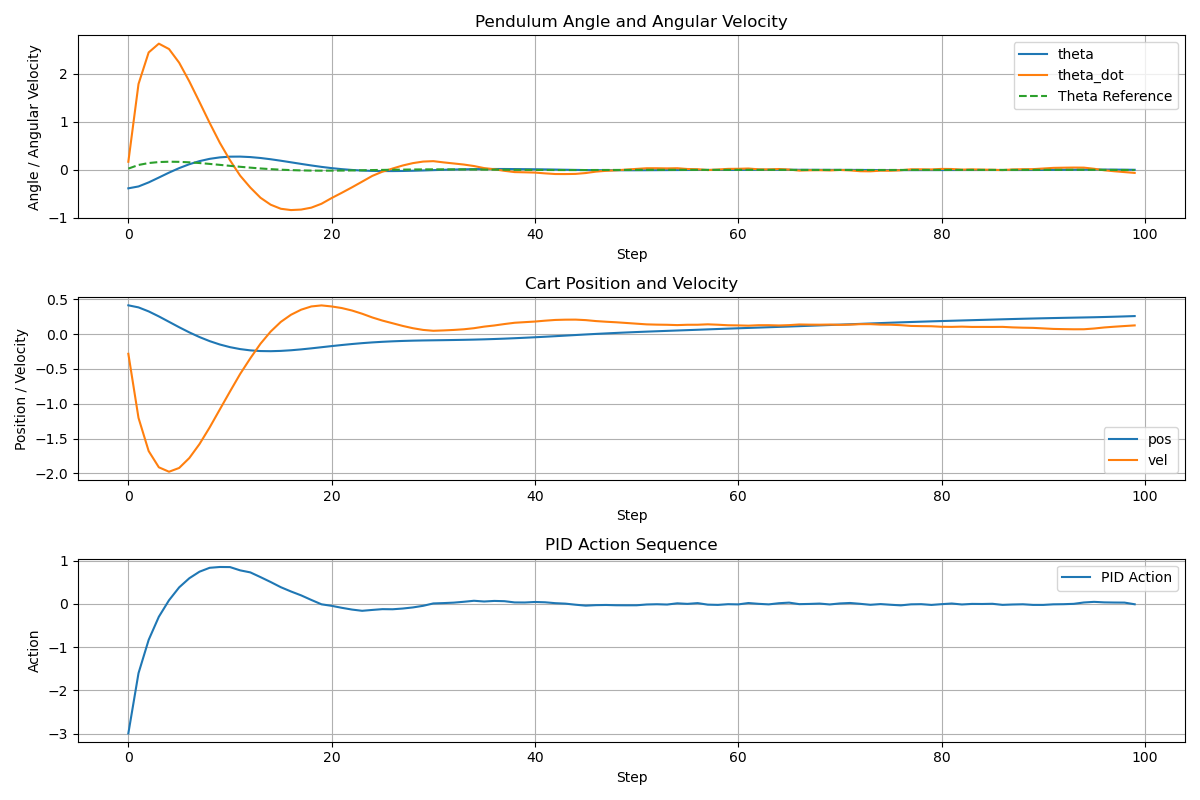 Pendulum Angle and Angular Velocity
Angle / Angular Velocity
2
1
0
−1
theta
theta_dot
Theta Reference
0 20 40 60 80 100
Step
Cart Position and Velocity
Position / Velocity
0.5
0.0
−0.5
−1.0
−1.5
−2.0
pos
vel
0 20 40 60 80 100
Step
PID Action Sequence
Action
1
0
−1
−2
−3
PID Action
0 20 40 60 80 100
Step